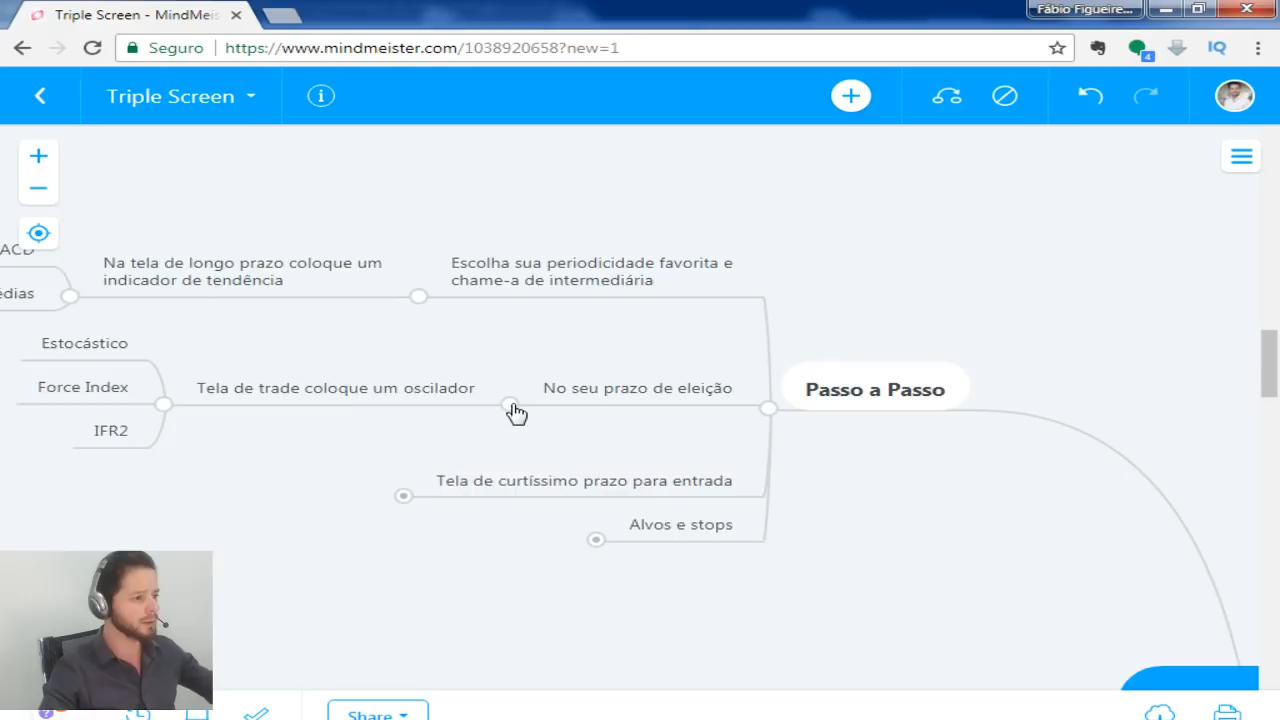 Triple Screen - MindMeis
Fábio Figueire...
Seguro
https://www.mindmeister.com/1038920658?new=1
4
IQ
Triple Screen
ACD
Na tela de longo prazo coloque um
indicador de tendência
Escolha sua periodicidade favorita e
chame-a de intermediária
édias
Estocástico
Force Index
Tela de trade coloque um oscilador
No seu prazo de eleição
Passo a Passo
IFR2
Tela de curtíssimo prazo para entrada
Alvos e stops
Share